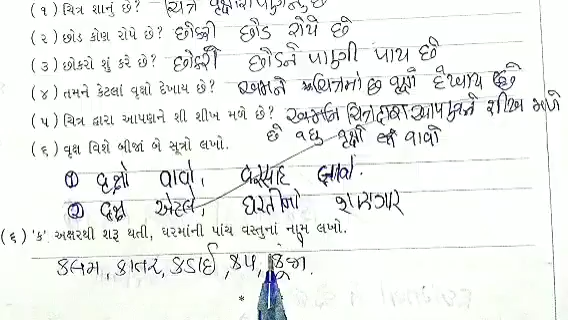 (૧) ચિત્ર શાનું છે? ચિત્ર વૃક્ષારોપણનું છે
(૨) છોડ કોણ રોપે છે? છોકરી છોડ રોપે છે
(૩) છોકરો શું કરે છે? છોકરો છોડને પાણી પાય છે
(૪) તમને કેટલાં વૃક્ષો દેખાય છે? અમને ચિત્રમાં છ વૃક્ષો દેખાય છે
(૫) ચિત્ર દ્વારા આપણને શી શીખ મળે છે? અમને ચિત્ર દ્વારા આપણને શીખ મળે
છે વધુ વૃક્ષો વાવો
(૬) વૃક્ષ વિશે બીજાં બે સૂત્રો લખો.
① વૃક્ષો વાવો, વરસાદ લાવો.
② વૃક્ષ એટલે, ધરતીનો શણગાર
(૬) 'ક' અક્ષરથી શરૂ થતી, ઘરમાંની પાંચ વસ્તુનાં નામ લખો.
કલમ, કાતર, કડાઈ, કપ, કૂજો.